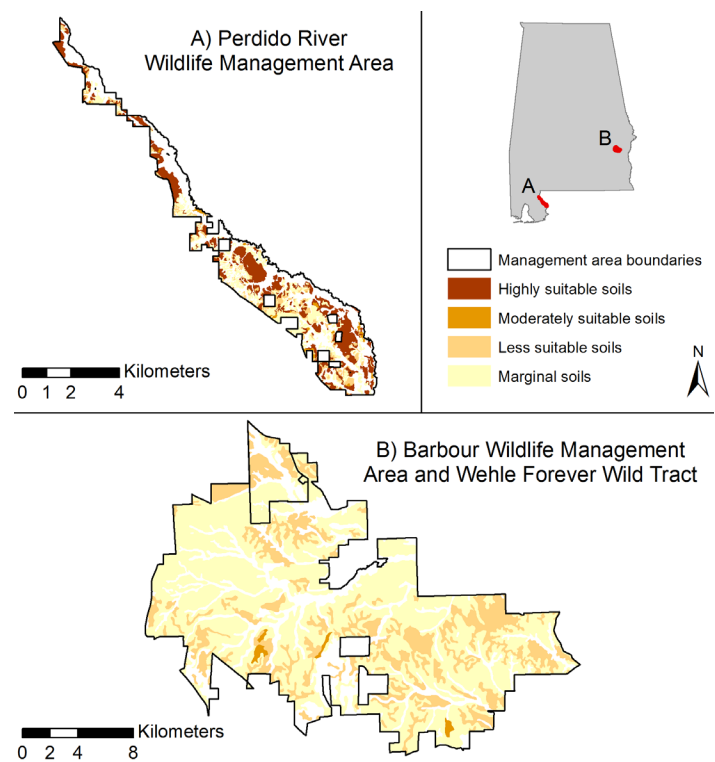 A) Perdido River
Wildlife Management Area
Kilometers
0 1 2 4
B
A
Management area boundaries
Highly suitable soils
Moderately suitable soils
Less suitable soils
Marginal soils
N
B) Barbour Wildlife Management
Area and Wehle Forever Wild Tract
Kilometers
0 2 4 8